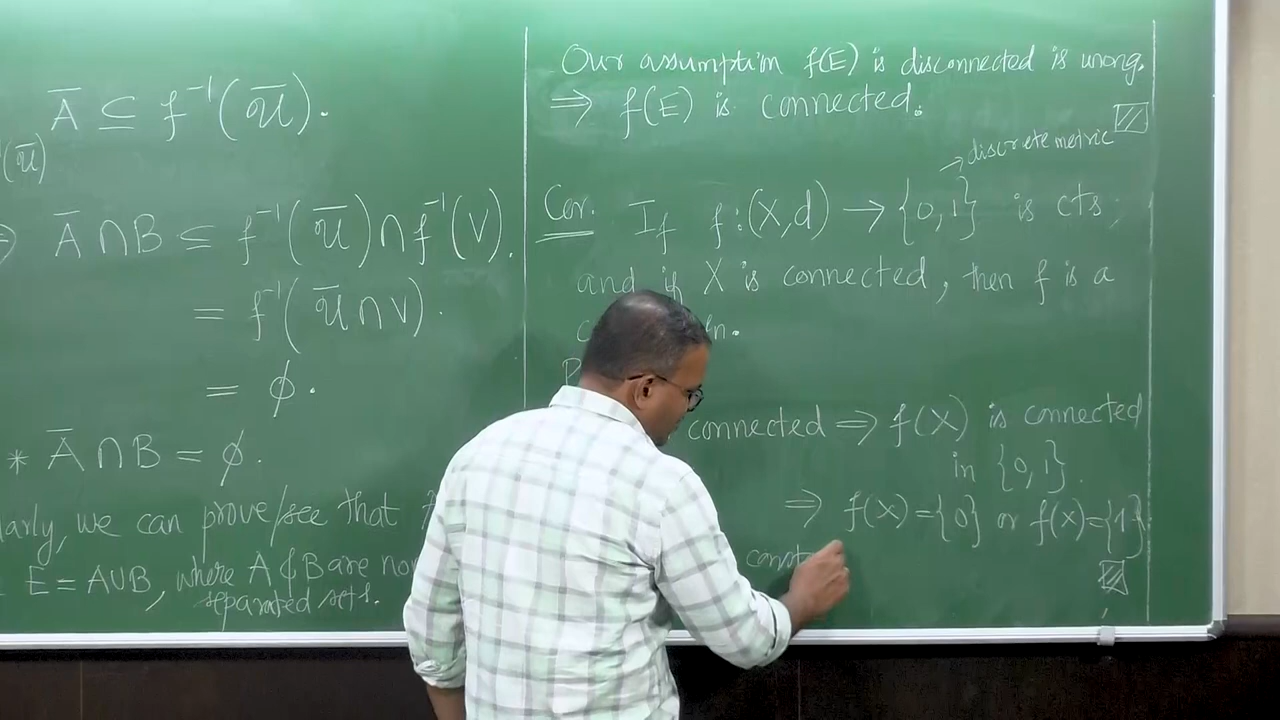 A̅ ⊆ f⁻¹(U̅).
⁻¹(U̅)
⇒ A̅ ∩ B ⊆ f⁻¹(U̅) ∩ f⁻¹(V).
= f⁻¹(U̅ ∩ V).
= ϕ.
* A̅ ∩ B = ϕ.
we can prove/see that
E = A∪B, where A & B are
separated sets.
Our assumption f(E) is disconnected is wrong.
⇒ f(E) is connected.
→ discrete metric
Cor. If f: (X,d) → {0,1} is cts,
and if X is connected, then f is a
connected ⇒ f(X) is connected
in {0,1}.
⇒ f(X)={0} or f(X)={1}